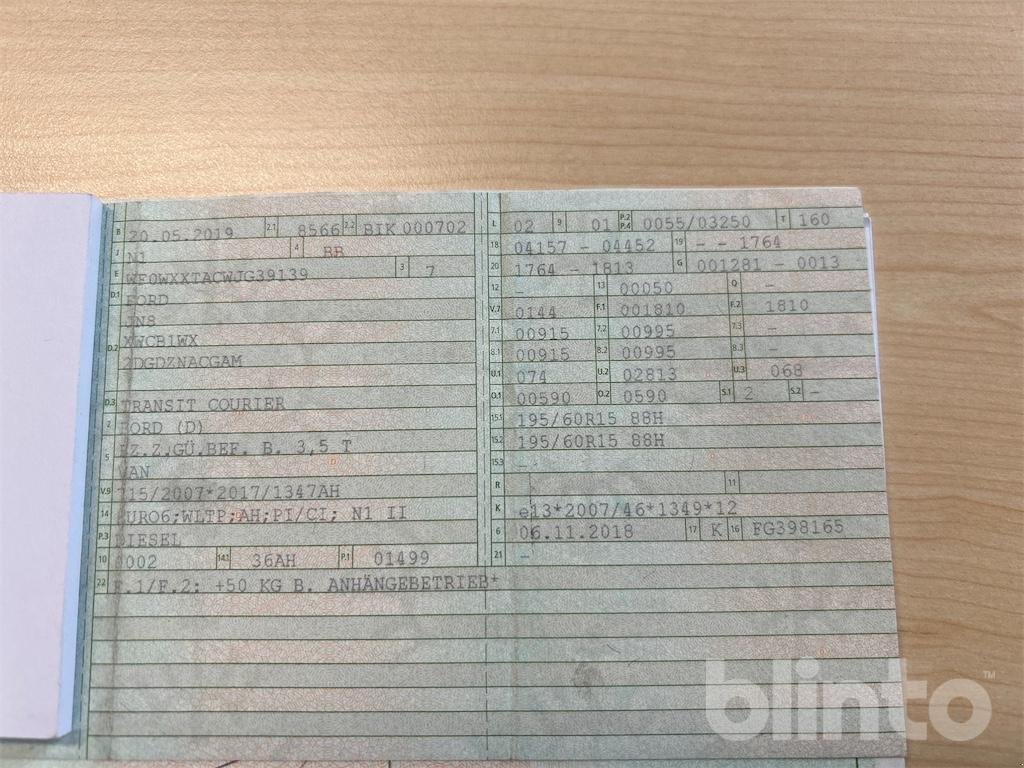 B 20.05.2019 2.1 8566 2.2 BIK 000702
J N1 4 BB
E WF0WXXTACWJG39139 3 7
D.1 FORD
JN8
D.2 XWCB1WX
2DGDZNACGAM
D.3 TRANSIT COURIER
2 FORD (D)
5 FZ.Z.GÜ.BEF. B. 3,5 T
VAN
V.9 715/2007*2017/1347AH
14 EURO6;WLTP;AH;PI/CI; N1 II
P.3 DIESEL
10 0002 14.1 36AH P.1 01499
22 F.1/F.2: +50 KG B. ANHÄNGEBETRIEB*
L 02 9 01 P.2 P.4 0055/03250 T 160
18 04157 - 04452 19 - - 1764
20 1764 - 1813 G 001281 - 0013
12 - 13 00050 Q -
V.7 0144 F.1 001810 F.2 1810
7.1 00915 7.2 00995 7.3 -
8.1 00915 8.2 00995 8.3 -
U.1 074 U.2 02813 U.3 068
O.1 00590 O.2 0590 S.1 2 S.2 -
15.1 195/60R15 88H
15.2 195/60R15 88H
15.3 -
R 11
K e13*2007/46*1349*12
6 06.11.2018 17 K 16 FG398165
21 -
blinto™